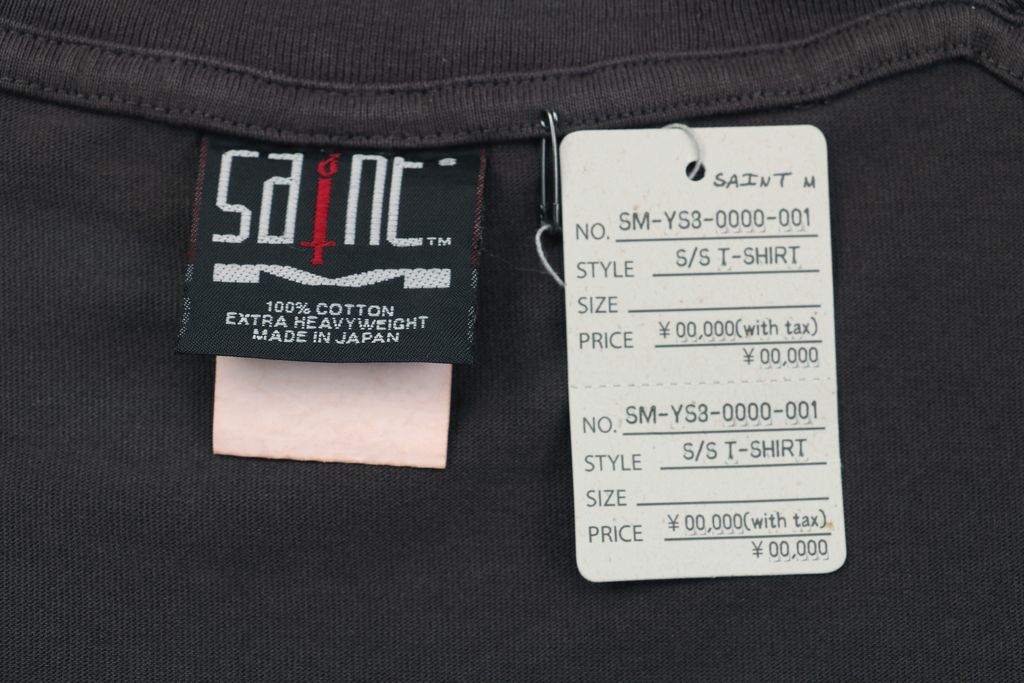 saint™
100% COTTON
EXTRA HEAVYWEIGHT
MADE IN JAPAN
SAINT M
NO. SM-YS3-0000-001
STYLE S/S T-SHIRT
SIZE
PRICE ¥00,000(with tax)
¥00,000
NO. SM-YS3-0000-001
STYLE S/S T-SHIRT
SIZE
PRICE ¥00,000(with tax)
¥00,000